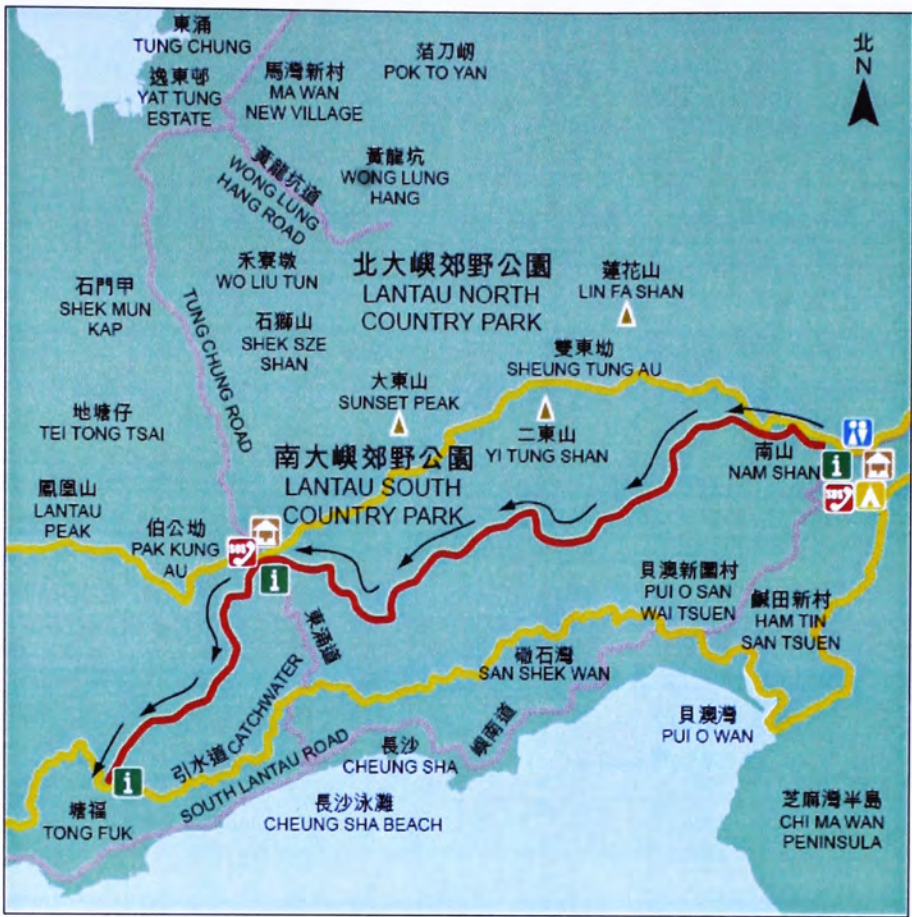 東涌
TUNG CHUNG
逸東邨
YAT TUNG
ESTATE
馬灣新村
MA WAN
NEW VILLAGE
箔刀屻
POK TO YAN
北
N
黃龍坑道
WONG LUNG
HANG ROAD
黃龍坑
WONG LUNG
HANG
禾寮墩
WO LIU TUN
北大嶼郊野公園
LANTAU NORTH
COUNTRY PARK
蓮花山
LIN FA SHAN
石門甲
SHEK MUN
KAP
TUNG CHUNG ROAD
石獅山
SHEK SZE
SHAN
雙東坳
SHEUNG TUNG AU
大東山
SUNSET PEAK
地塘仔
TEI TONG TSAI
二東山
YI TUNG SHAN
南山
NAM SHAN
i
SOS
南大嶼郊野公園
LANTAU SOUTH
COUNTRY PARK
鳳凰山
LANTAU
PEAK
伯公坳
PAK KUNG
AU
SOS
i
貝澳新圍村
PUI O SAN
WAI TSUEN
鹹田新村
HAM TIN
SAN TSUEN
東涌道
䃟石灣
SAN SHEK WAN
引水道 CATCHWATER
嶼南道
貝澳灣
PUI O WAN
SOUTH LANTAU ROAD
長沙
CHEUNG SHA
i
塘福
TONG FUK
長沙泳灘
CHEUNG SHA BEACH
芝麻灣半島
CHI MA WAN
PENINSULA